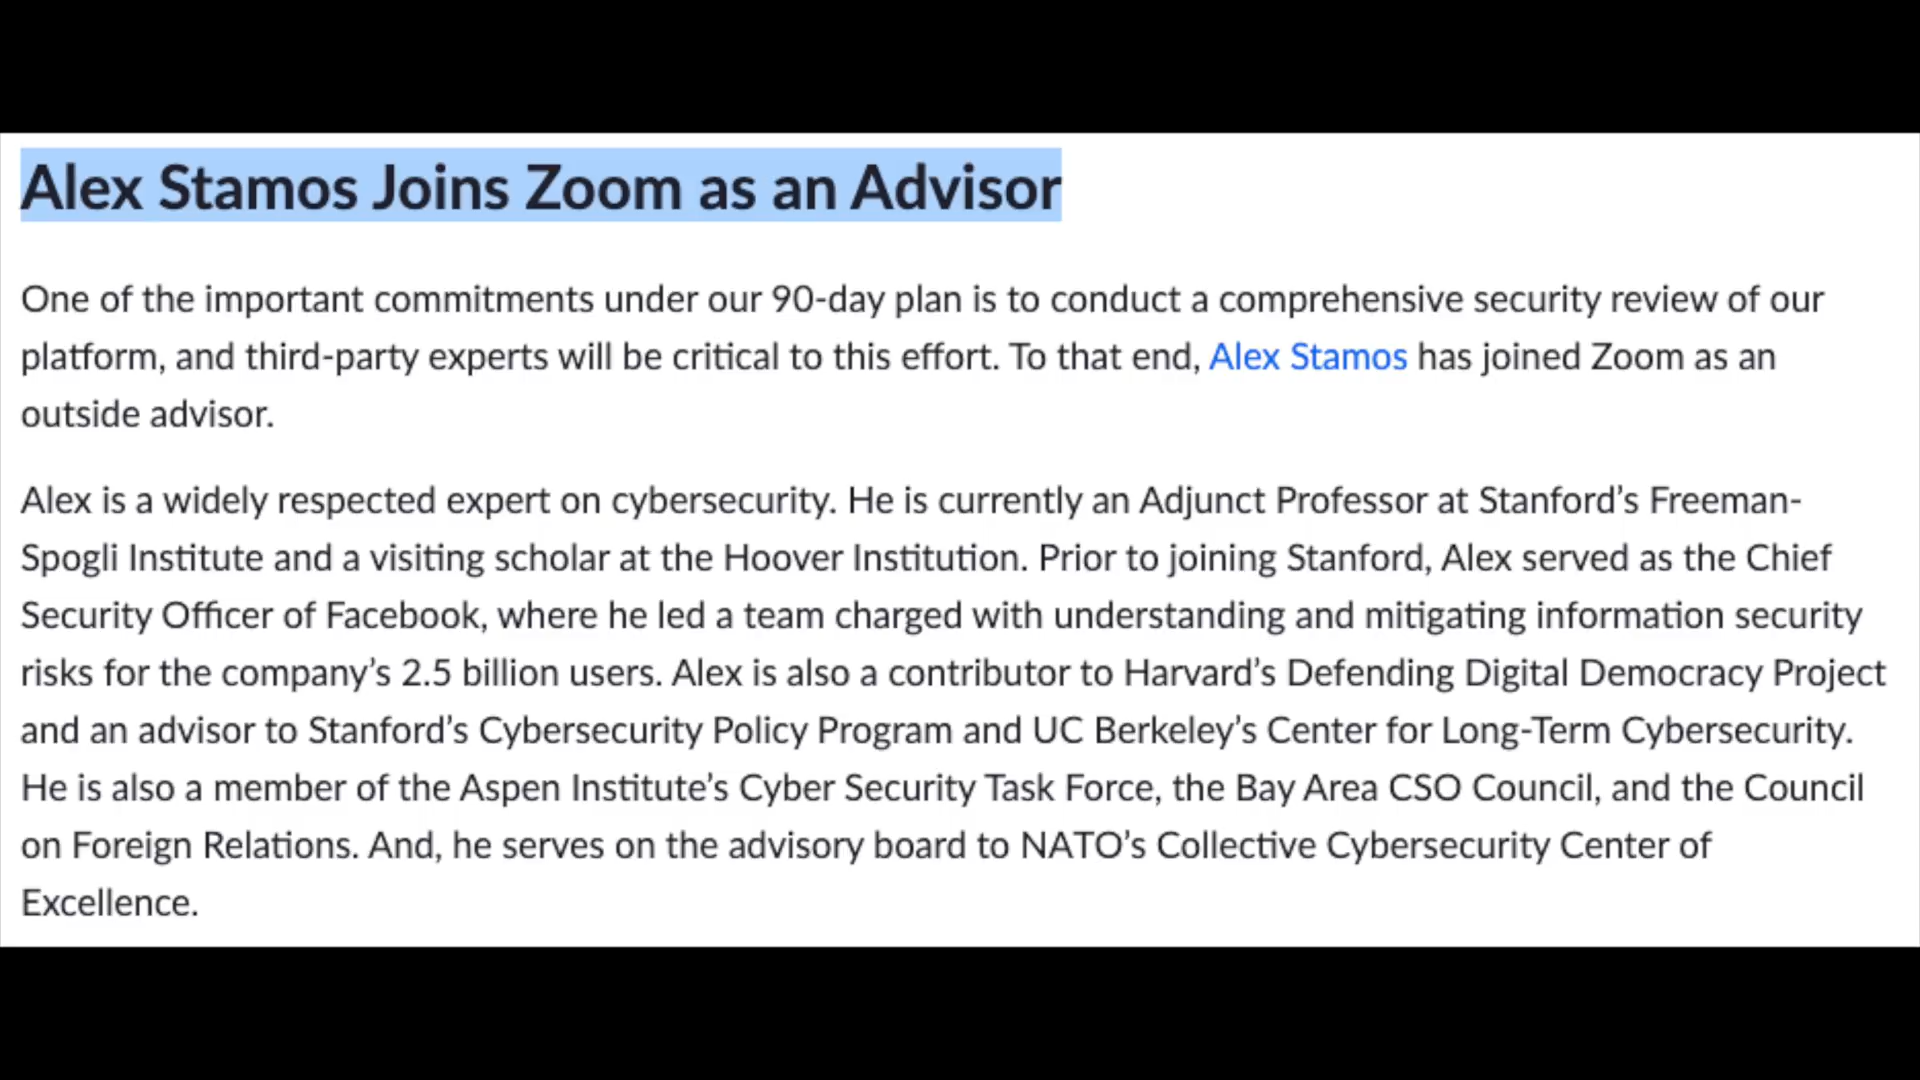 Alex Stamos Joins Zoom as an Advisor
One of the important commitments under our 90-day plan is to conduct a comprehensive security review of our
platform, and third-party experts will be critical to this effort. To that end, Alex Stamos has joined Zoom as an
outside advisor.
Alex is a widely respected expert on cybersecurity. He is currently an Adjunct Professor at Stanford’s Freeman-
Spogli Institute and a visiting scholar at the Hoover Institution. Prior to joining Stanford, Alex served as the Chief
Security Officer of Facebook, where he led a team charged with understanding and mitigating information security
risks for the company’s 2.5 billion users. Alex is also a contributor to Harvard’s Defending Digital Democracy Project
and an advisor to Stanford’s Cybersecurity Policy Program and UC Berkeley’s Center for Long-Term Cybersecurity.
He is also a member of the Aspen Institute’s Cyber Security Task Force, the Bay Area CSO Council, and the Council
on Foreign Relations. And, he serves on the advisory board to NATO’s Collective Cybersecurity Center of
Excellence.